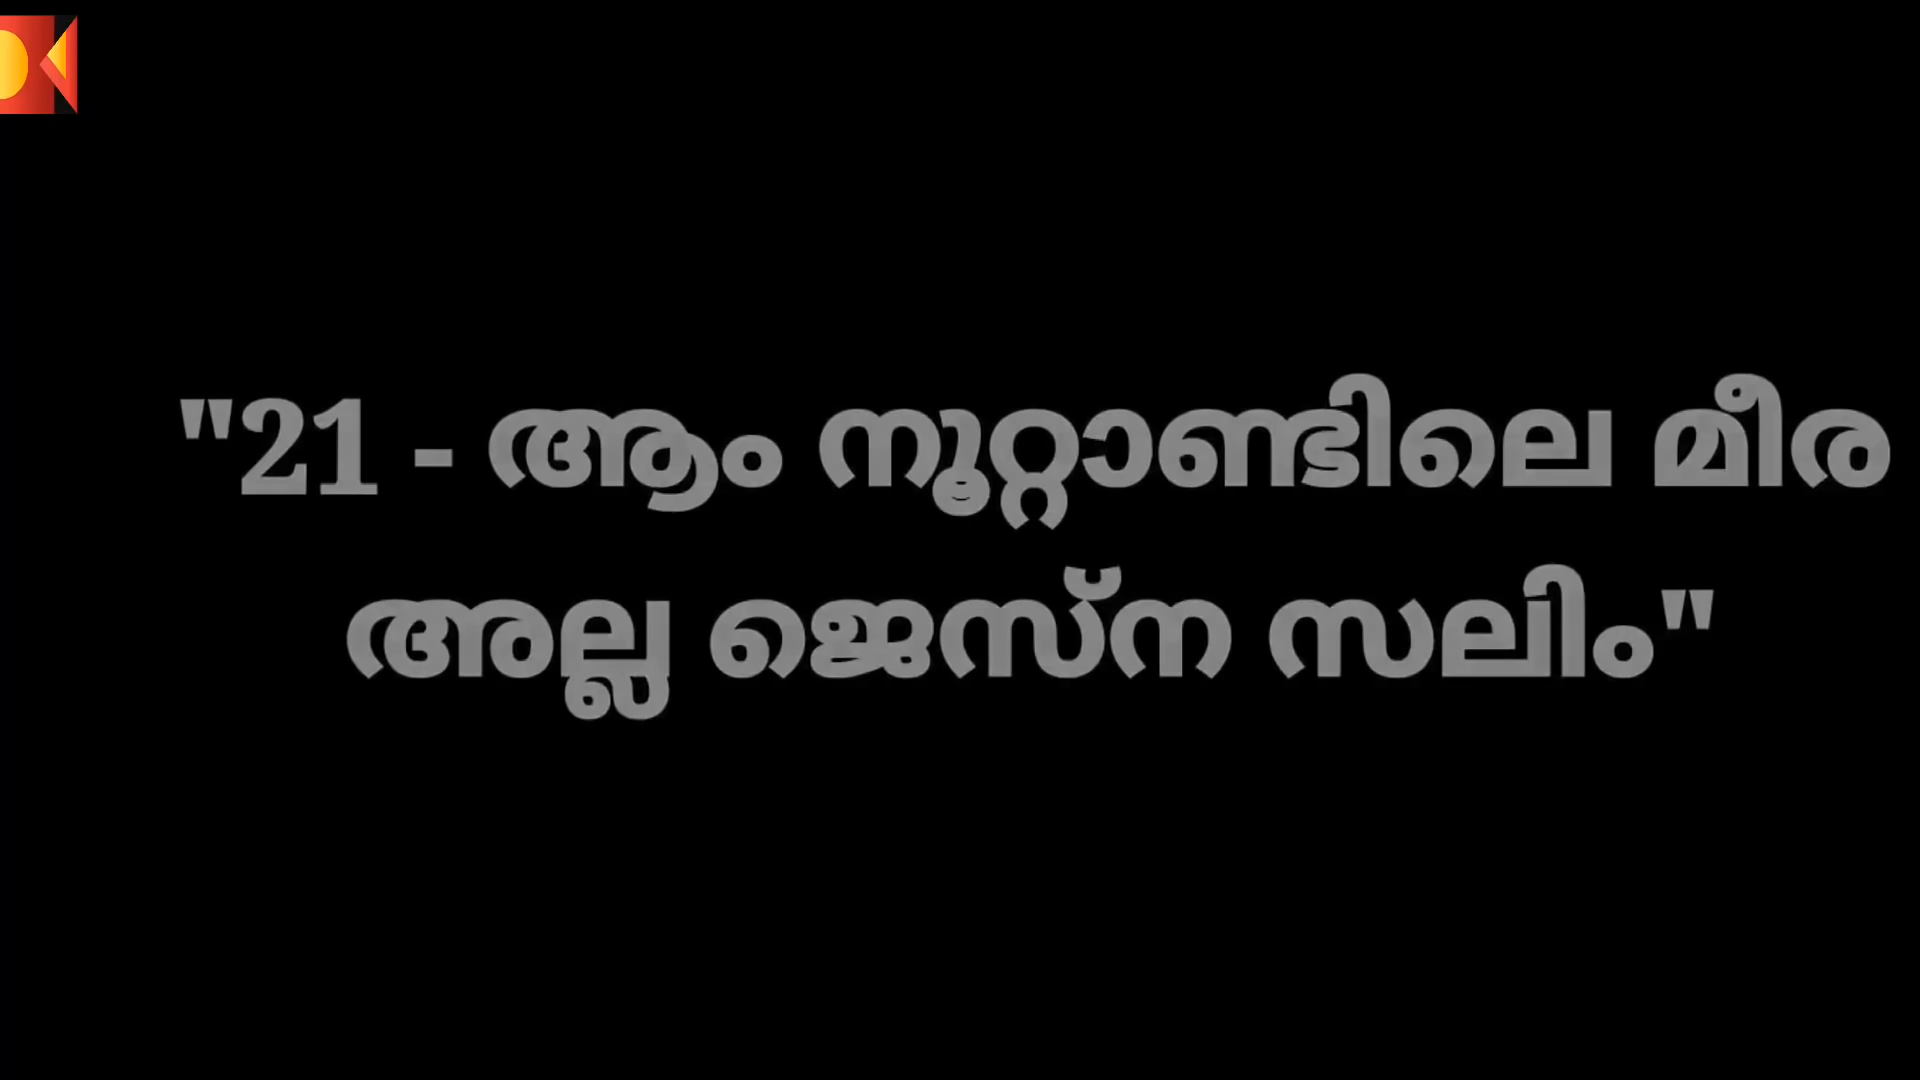 "21 - ആം നൂറ്റാണ്ടിലെ മീര
അല്ല ജെസ്ന സലിം"